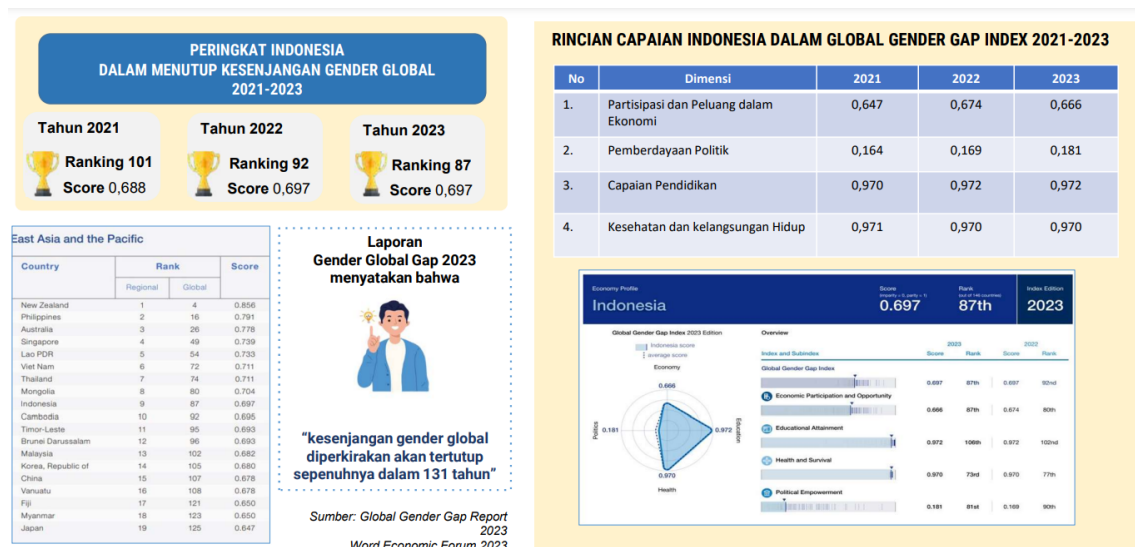 PERINGKAT INDONESIA
DALAM MENUTUP KESENJANGAN GENDER GLOBAL
2021-2023
Tahun 2021
Ranking 101
Score 0,688
Tahun 2022
Ranking 92
Score 0,697
Tahun 2023
Ranking 87
Score 0,697
East Asia and the Pacific
Country Rank Score
Regional Global
New Zealand 1 4 0.856
Philippines 2 16 0.791
Australia 3 26 0.778
Singapore 4 49 0.739
Lao PDR 5 54 0.733
Viet Nam 6 72 0.711
Thailand 7 74 0.711
Mongolia 8 80 0.704
Indonesia 9 87 0.697
Cambodia 10 92 0.695
Timor-Leste 11 95 0.693
Brunei Darussalam 12 96 0.693
Malaysia 13 102 0.682
Korea, Republic of 14 105 0.680
China 15 107 0.678
Vanuatu 16 108 0.678
Fiji 17 121 0.650
Myanmar 18 123 0.650
Japan 19 125 0.647
Laporan
Gender Global Gap 2023
menyatakan bahwa
“kesenjangan gender global
diperkirakan akan tertutup
sepenuhnya dalam 131 tahun”
Sumber: Global Gender Gap Report
2023
Word Economic Forum 2023
RINCIAN CAPAIAN INDONESIA DALAM GLOBAL GENDER GAP INDEX 2021-2023
No Dimensi 2021 2022 2023
1. Partisipasi dan Peluang dalam
Ekonomi 0,647 0,674 0,666
2. Pemberdayaan Politik 0,164 0,169 0,181
3. Capaian Pendidikan 0,970 0,972 0,972
4. Kesehatan dan kelangsungan Hidup 0,971 0,970 0,970
Economy Profile
Indonesia
Score
0.697
Rank
(out of 146 countries)
87th
Index Edition
2023
Global Gender Gap Index 2023 Edition
Indonesia score
average score
Economy
0.666
Politics
0.181
0.972
Education
0.970
Health
Overview
2023 2022
Index and Subindex Score Rank Score Rank
Global Gender Gap Index
0.697 87th 0.697 92nd
Economic Participation and Opportunity
0.666 87th 0.674 80th
Educational Attainment
0.972 106th 0.972 102nd
Health and Survival
0.970 73rd 0.970 77th
Political Empowerment
0.181 81st 0.169 90th